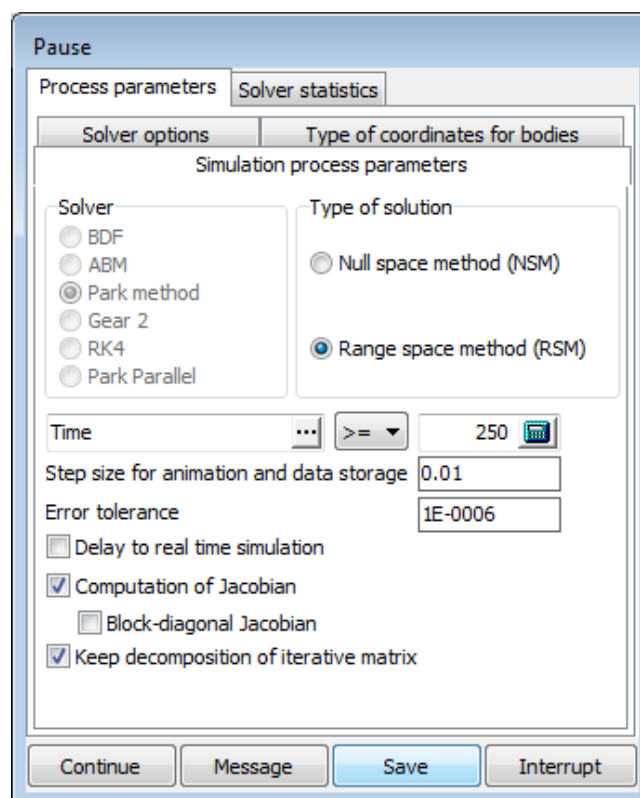 Pause
Process parameters Solver statistics
Solver options Type of coordinates for bodies
Simulation process parameters
Solver Type of solution
BDF
ABM Null space method (NSM)
Park method
Gear 2
RK4 Range space method (RSM)
Park Parallel
Time ... >= 250
Step size for animation and data storage 0.01
Error tolerance 1E-0006
Delay to real time simulation
Computation of Jacobian
Block-diagonal Jacobian
Keep decomposition of iterative matrix
Continue Message Save Interrupt